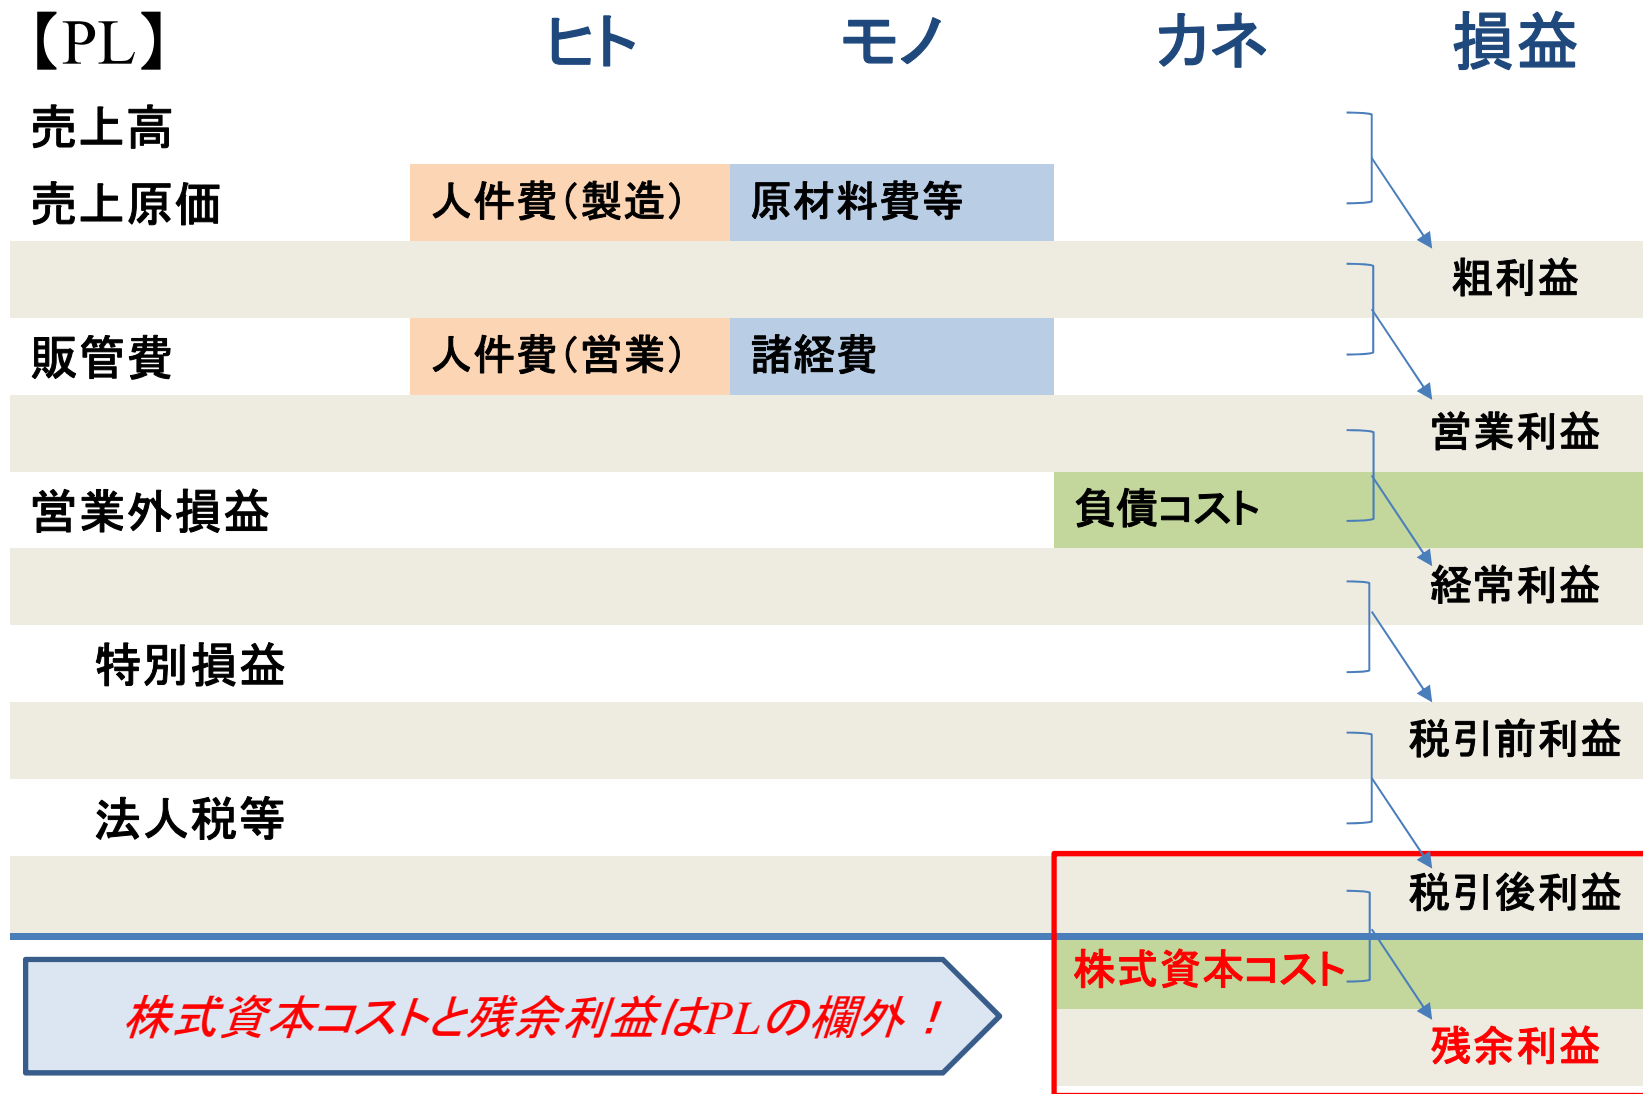 【PL】 ヒト モノ カネ 損益
売上高
売上原価 人件費（製造） 原材料費等
粗利益
販管費 人件費（営業） 諸経費
営業利益
営業外損益 負債コスト
経常利益
特別損益
税引前利益
法人税等
税引後利益
株式資本コスト
株式資本コストと残余利益はPLの欄外！
残余利益